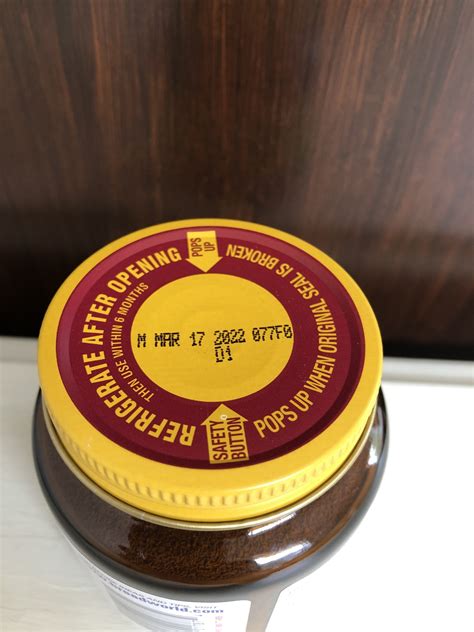 REFRIGERATE AFTER OPENING
THEN USE WITHIN 6 MONTHS
POPS UP
POPS UP WHEN ORIGINAL SEAL IS BROKEN
SAFETY BUTTON
M MAR 17 2022 077F0
D1